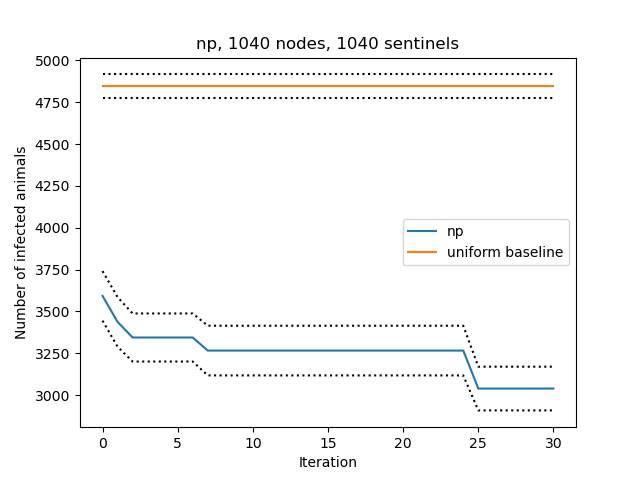 np, 1040 nodes, 1040 sentinels
5000
4750
4500
4250
4000
3750
3500
3250
3000
Number of infected animals
np
uniform baseline
0 5 10 15 20 25 30
Iteration